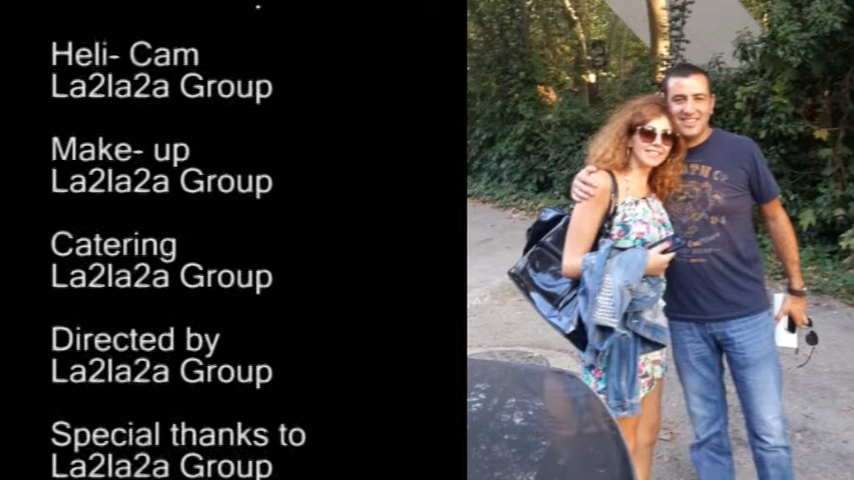 Heli- Cam
La2la2a Group
Make- up
La2la2a Group
Catering
La2la2a Group
Directed by
La2la2a Group
Special thanks to
La2la2a Group